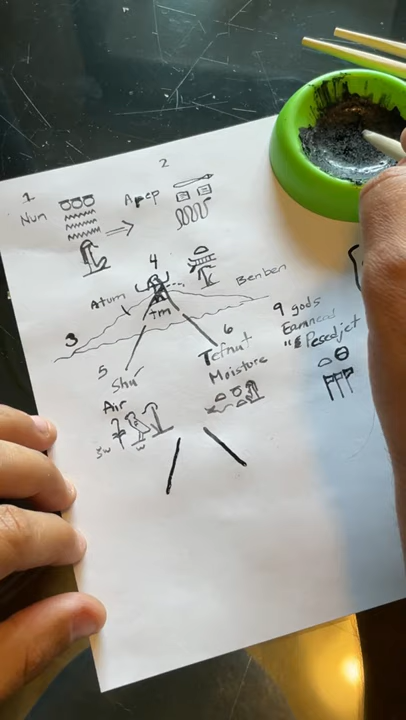 1
2
Nun
Apep
4
Atum
Benben
tm
3
5
Shu
Air
sw
w
6
Tefnut
Moisture
9 gods
Eannead
" Pesedjet